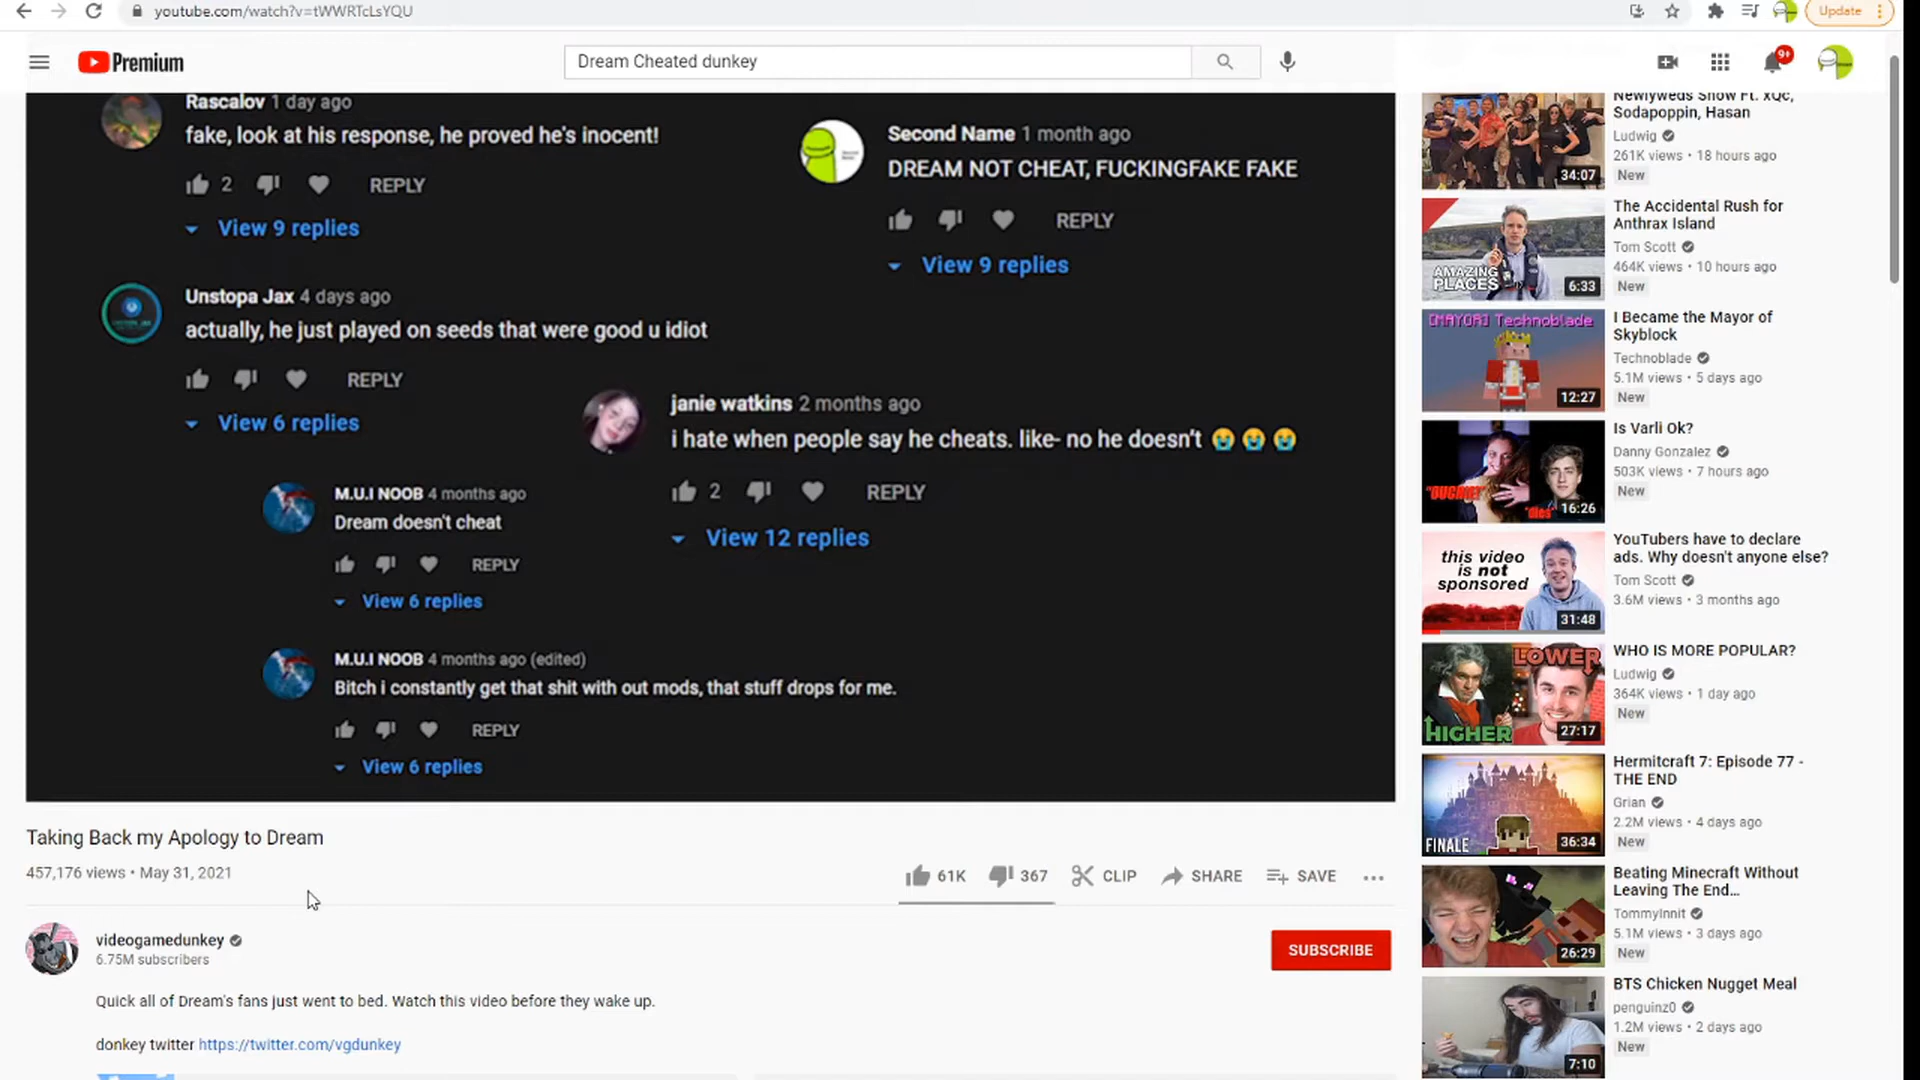 youtube.com/watch?v=tWWRTcLsYQU
Update
Premium
Dream Cheated dunkey
9+
Rascalov 1 day ago
fake, look at his response, he proved he's inocent!
2 REPLY
View 9 replies
Second Name 1 month ago
DREAM NOT CHEAT, FUCKINGFAKE FAKE
REPLY
View 9 replies
Unstopa Jax 4 days ago
actually, he just played on seeds that were good u idiot
REPLY
View 6 replies
janie watkins 2 months ago
i hate when people say he cheats. like- no he doesn't 😭 😭 😭
2 REPLY
View 12 replies
M.U.I NOOB 4 months ago
Dream doesn't cheat
REPLY
View 6 replies
M.U.I NOOB 4 months ago (edited)
Bitch i constantly get that shit with out mods, that stuff drops for me.
REPLY
View 6 replies
Taking Back my Apology to Dream
457,176 views • May 31, 2021
61K 367 CLIP SHARE SAVE
videogamedunkey
6.75M subscribers
SUBSCRIBE
Quick all of Dream's fans just went to bed. Watch this video before they wake up.
donkey twitter https://twitter.com/vgdunkey
Newlyweds Show Ft. xQc,
Sodapoppin, Hasan
Ludwig
261K views • 18 hours ago
New
34:07
The Accidental Rush for
Anthrax Island
Tom Scott
464K views • 10 hours ago
New
AMAZING
PLACES
6:33
I Became the Mayor of
Skyblock
Technoblade
5.1M views • 5 days ago
New
[MAYOR] Technoblade
12:27
Is Varli Ok?
Danny Gonzalez
503K views • 7 hours ago
New
*dies*
16:26
YouTubers have to declare
ads. Why doesn't anyone else?
Tom Scott
3.6M views • 3 months ago
this video
is not
sponsored
31:48
WHO IS MORE POPULAR?
Ludwig
364K views • 1 day ago
New
LOWER
HIGHER
27:17
Hermitcraft 7: Episode 77 -
THE END
Grian
2.2M views • 4 days ago
New
FINALE
36:34
Beating Minecraft Without
Leaving The End...
TommyInnit
5.1M views • 3 days ago
New
26:29
BTS Chicken Nugget Meal
penguinz0
1.2M views • 2 days ago
New
7:10